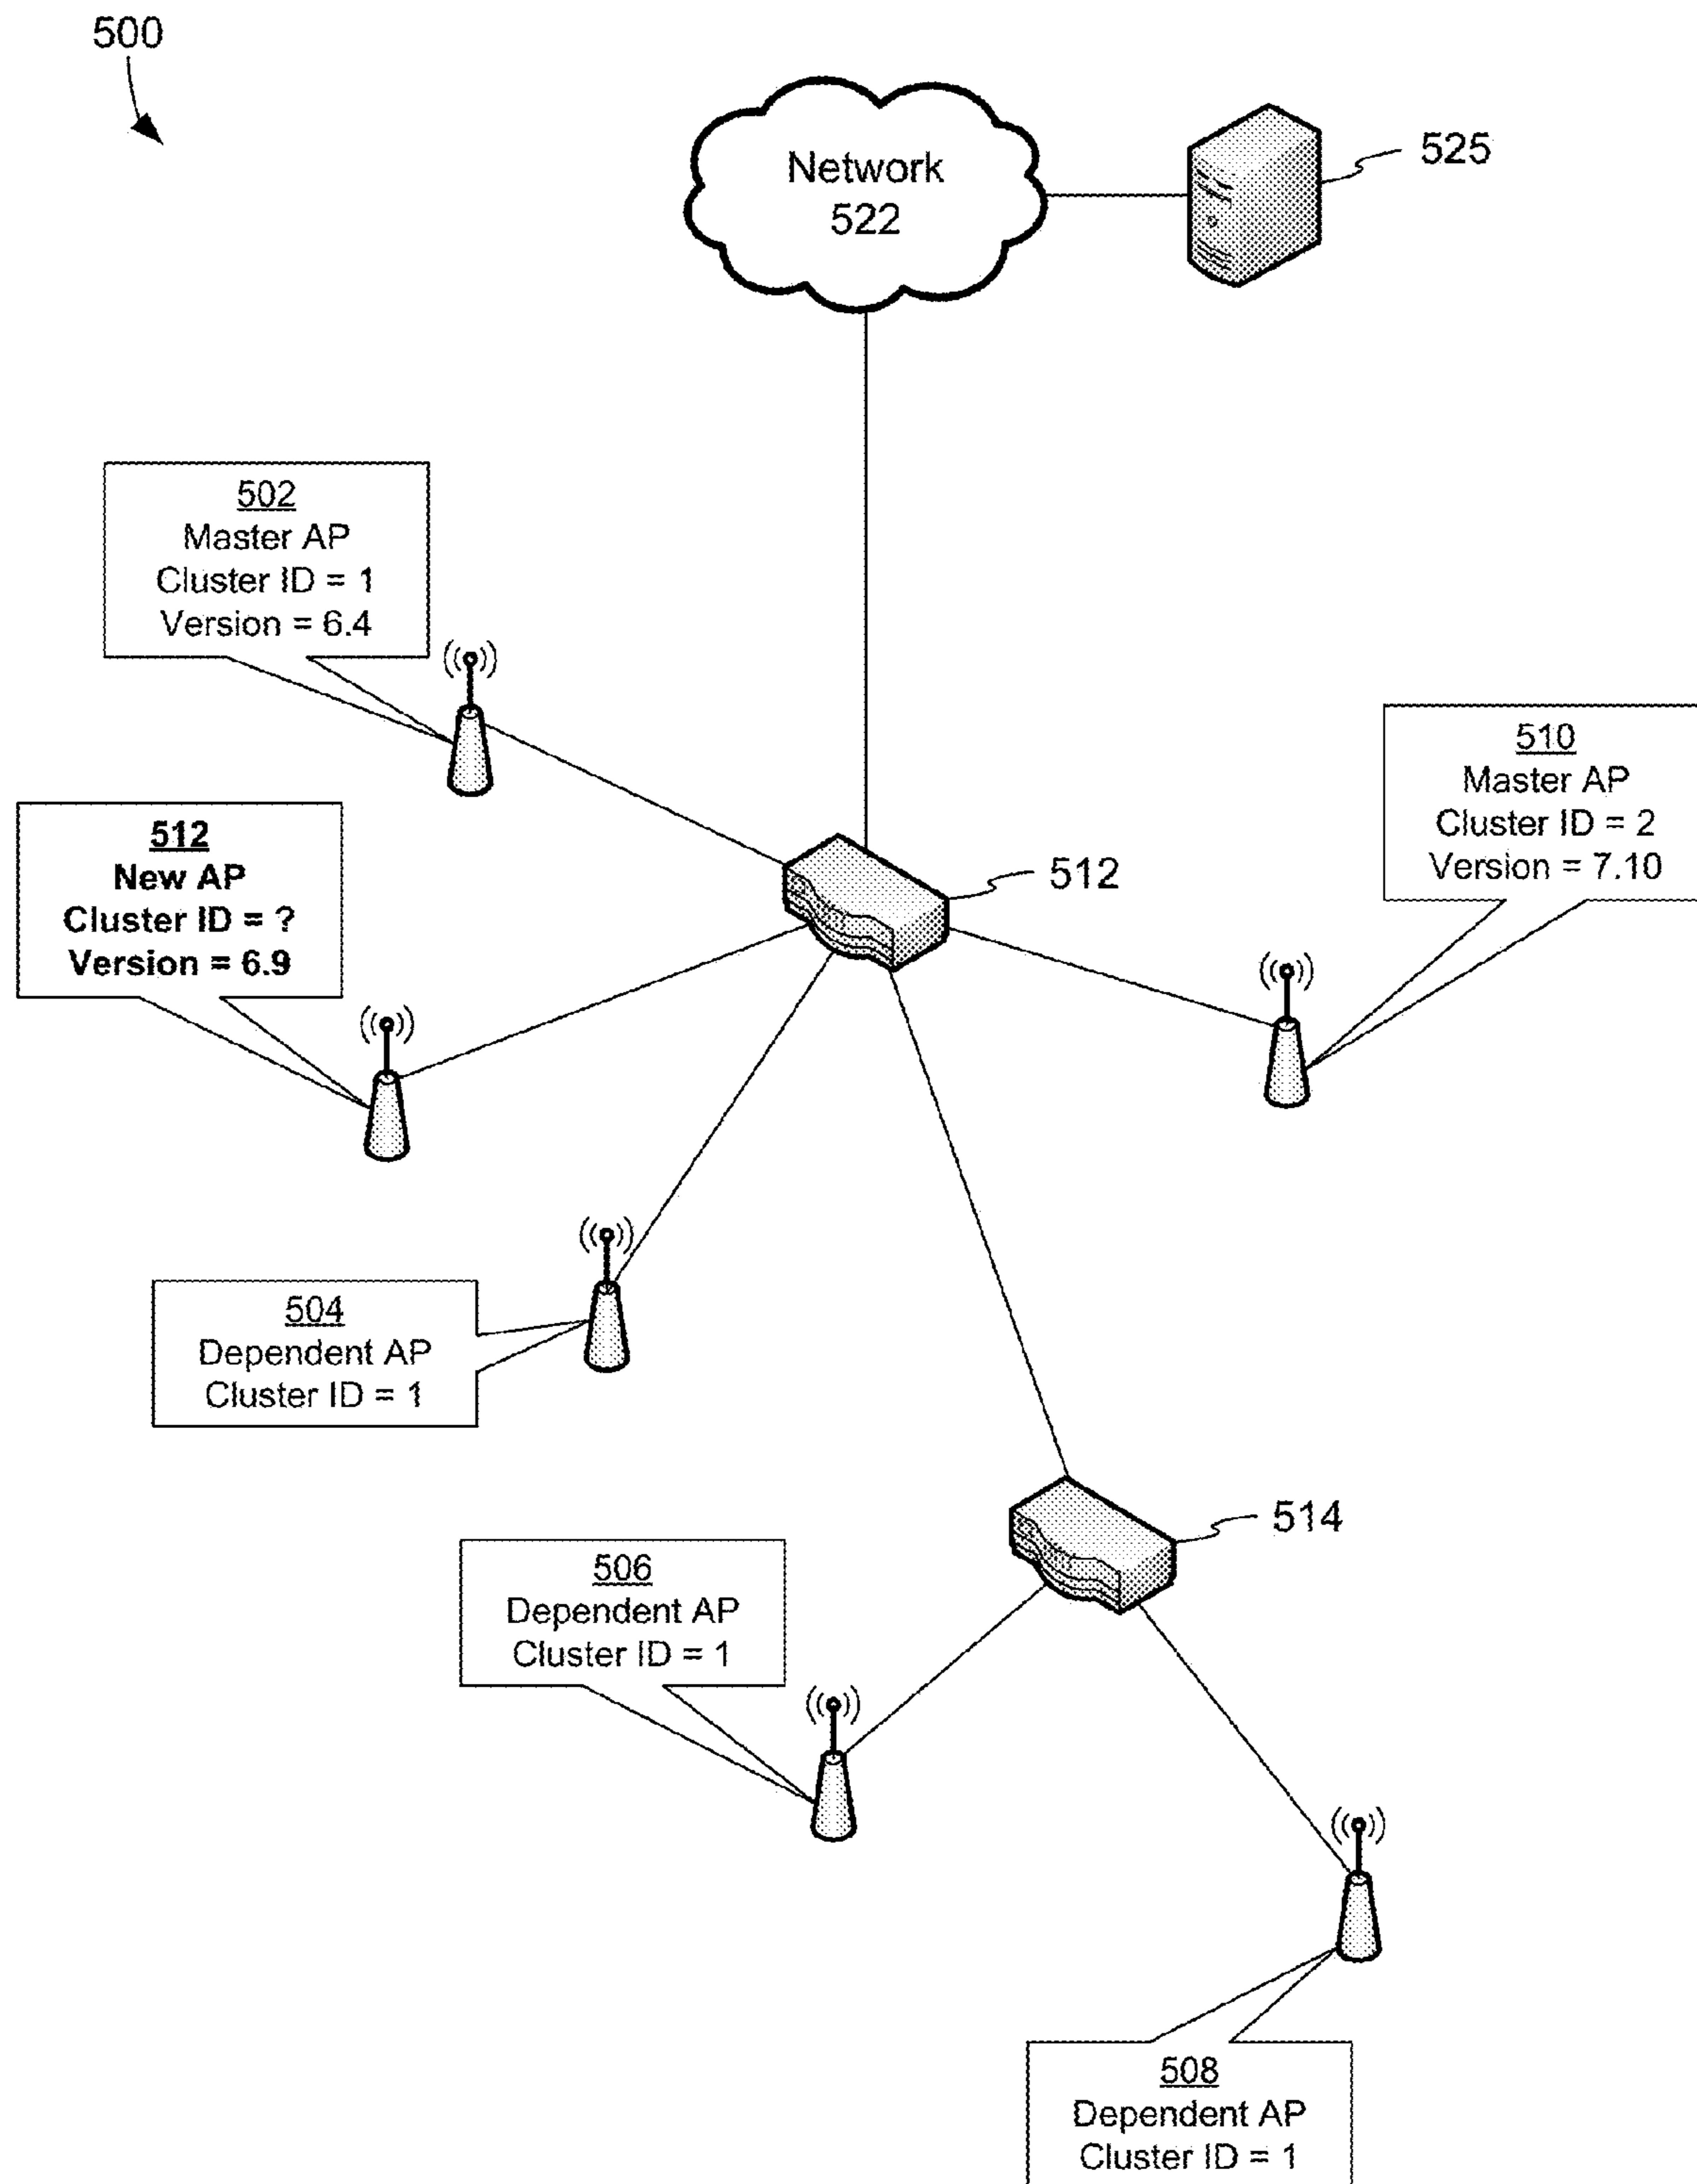 500
Network
522
525
502
Master AP
Cluster ID = 1
Version = 6.4
510
Master AP
Cluster ID = 2
Version = 7.10
512
New AP
Cluster ID = ?
Version = 6.9
512
504
Dependent AP
Cluster ID = 1
514
506
Dependent AP
Cluster ID = 1
508
Dependent AP
Cluster ID = 1